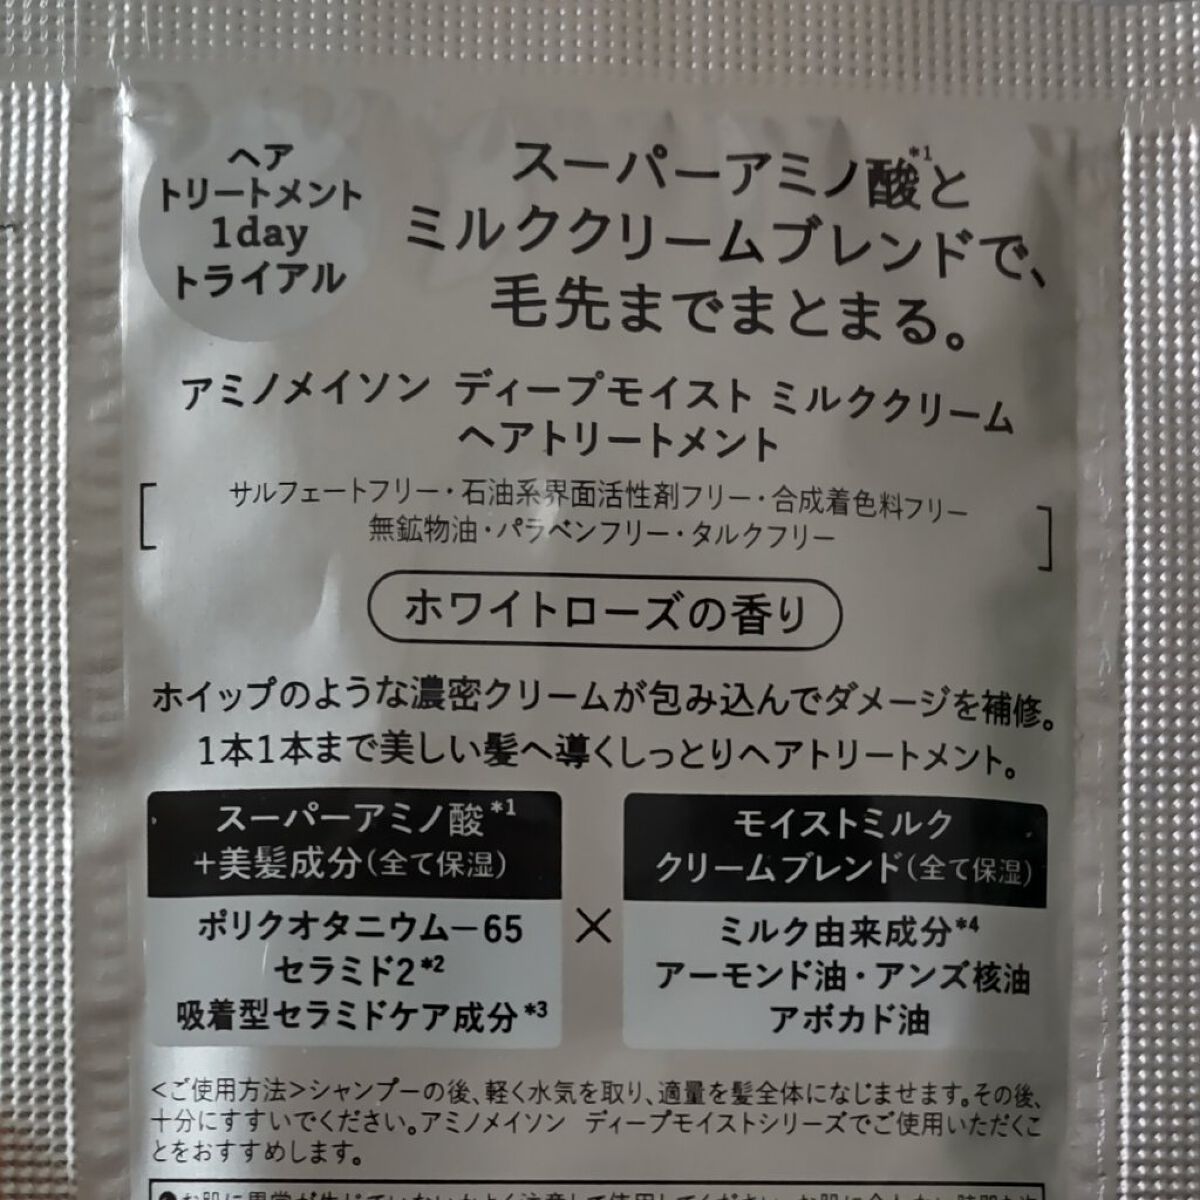 ヘア
トリートメント
1day
トライアル
スーパーアミノ酸*1と
ミルククリームブレンドで、
毛先までまとまる。
アミノメイソン ディープモイスト ミルククリーム
ヘアトリートメント
サルフェートフリー・石油系界面活性剤フリー・合成着色料フリー
無鉱物油・パラベンフリー・タルクフリー
ホワイトローズの香り
ホイップのような濃密クリームが包み込んでダメージを補修。
1本1本まで美しい髪へ導くしっとりヘアトリートメント。
スーパーアミノ酸*1
+美髪成分(全て保湿)
ポリクオタニウム-65
セラミド2*2
吸着型セラミドケア成分*3
×
モイストミルク
クリームブレンド(全て保湿)
ミルク由来成分*4
アーモンド油・アンズ核油
アボカド油
<ご使用方法>シャンプーの後、軽く水気を取り、適量を髪全体になじませます。その後、
十分にすすいでください。アミノメイソン ディープモイストシリーズでご使用いただくこ
とをおすすめします。